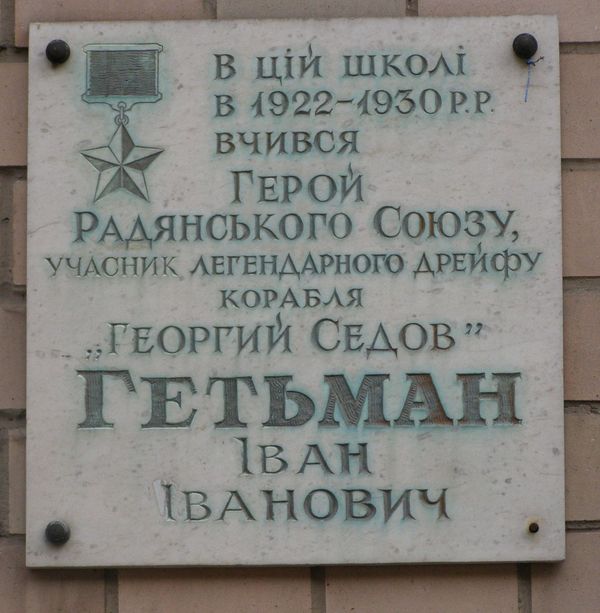 В цій школі
в 1922-1930 р.р.
вчився
Герой
Радянського Союзу,
учасник легендарного дрейфу
корабля
„Георгий Седов”
Гетьман
Іван
Іванович